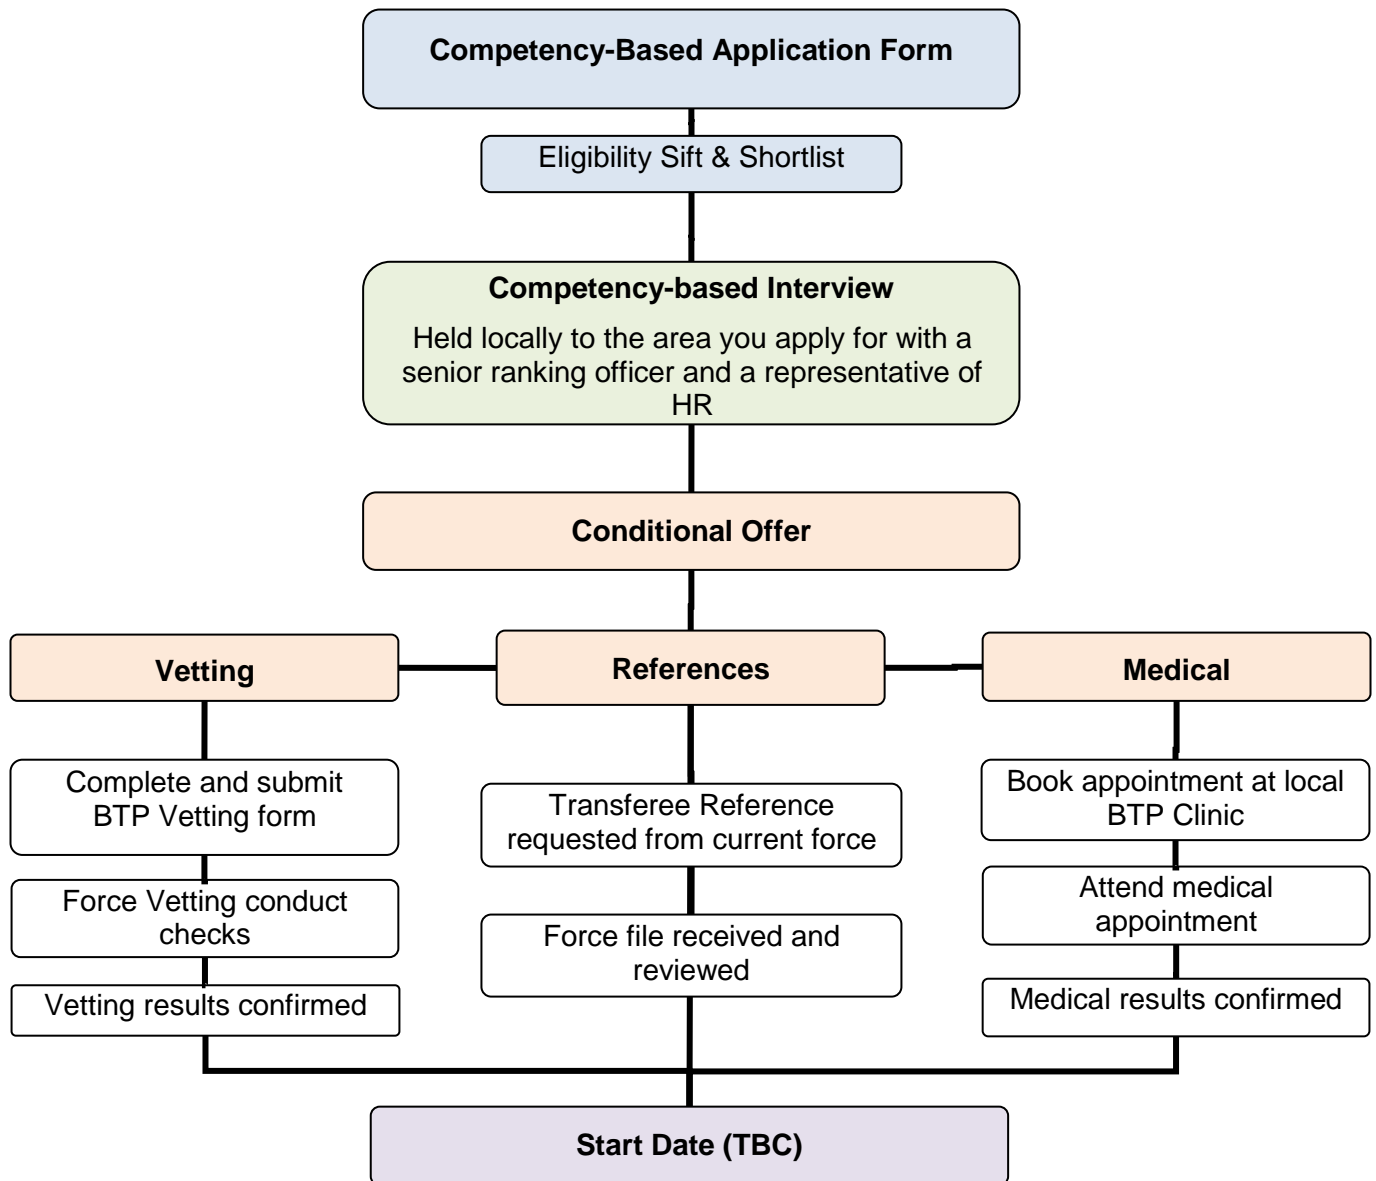 Competency-Based Application Form
Eligibility Sift & Shortlist
Competency-based Interview
Held locally to the area you apply for with a
senior ranking officer and a representative of
HR
Conditional Offer
Vetting
References
Medical
Complete and submit
BTP Vetting form
Force Vetting conduct
checks
Vetting results confirmed
Transferee Reference
requested from current force
Force file received and
reviewed
Book appointment at local
BTP Clinic
Attend medical
appointment
Medical results confirmed
Start Date (TBC)